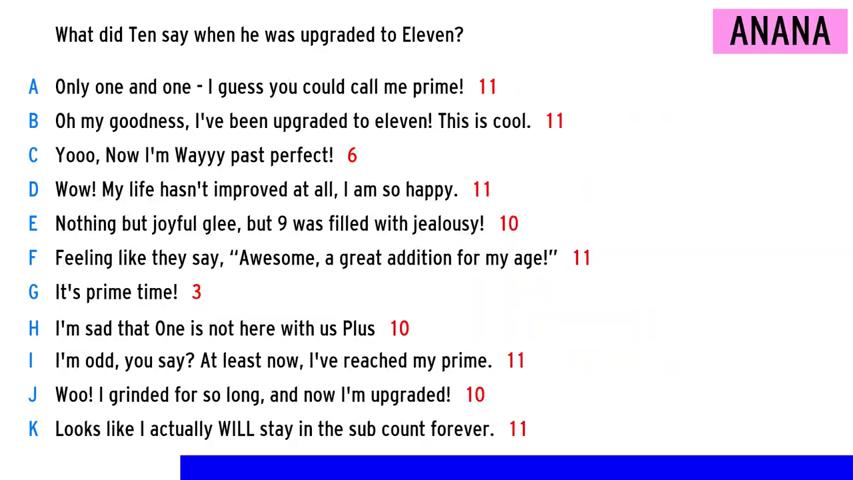 What did Ten say when he was upgraded to Eleven?
ANANA
A Only one and one - I guess you could call me prime! 11
B Oh my goodness, I've been upgraded to eleven! This is cool. 11
C Yooo, Now I'm Wayyy past perfect! 6
D Wow! My life hasn't improved at all, I am so happy. 11
E Nothing but joyful glee, but 9 was filled with jealousy! 10
F Feeling like they say, “Awesome, a great addition for my age!” 11
G It's prime time! 3
H I'm sad that One is not here with us Plus 10
I I'm odd, you say? At least now, I've reached my prime. 11
J Woo! I grinded for so long, and now I'm upgraded! 10
K Looks like I actually WILL stay in the sub count forever. 11